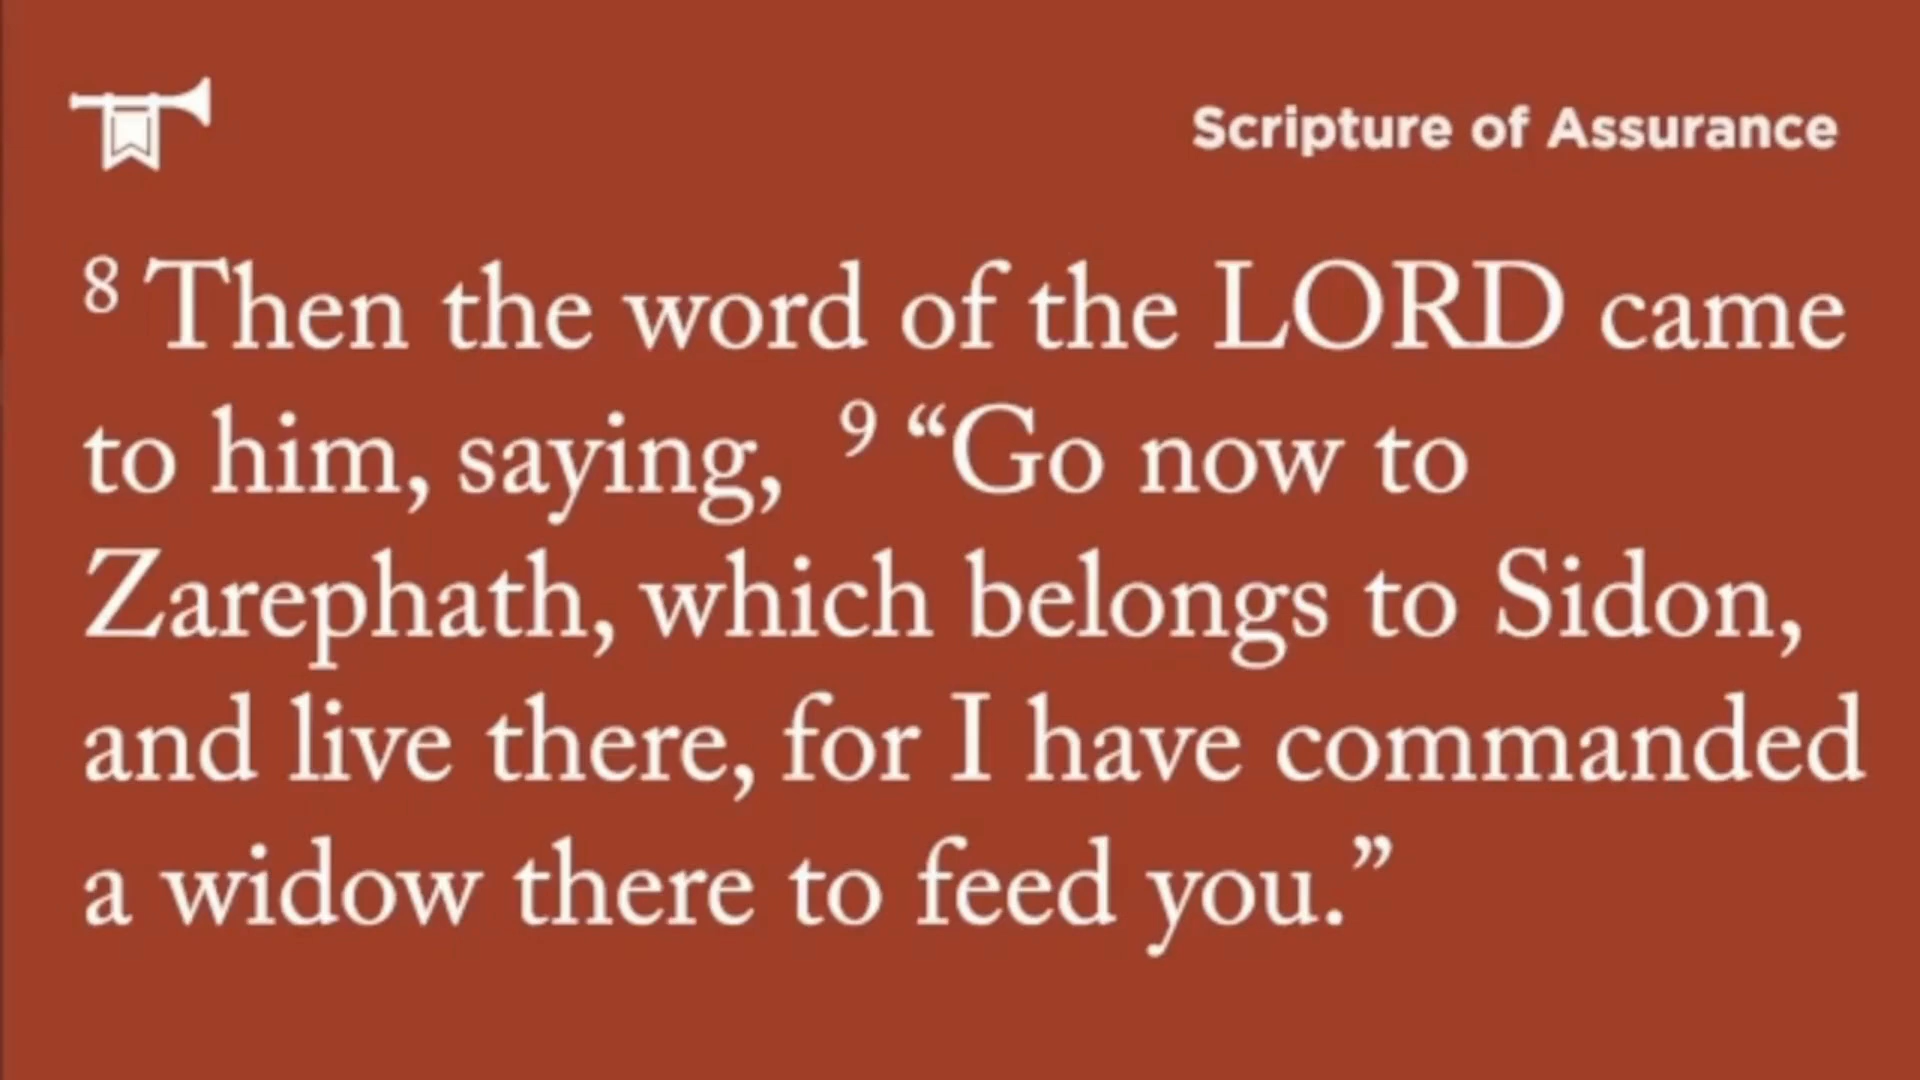 Scripture of Assurance
8 Then the word of the LORD came
to him, saying, 9 “Go now to
Zarephath, which belongs to Sidon,
and live there, for I have commanded
a widow there to feed you.”